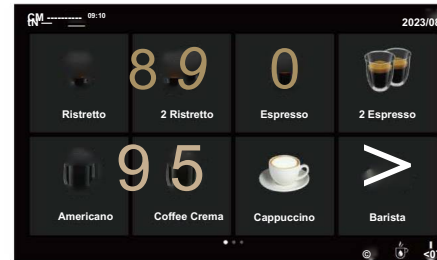 CM ---------- 09:10
2023/08
8 9 0
Ristretto 2 Ristretto Espresso 2 Espresso
9 5 >
Americano Coffee Crema Cappuccino Barista